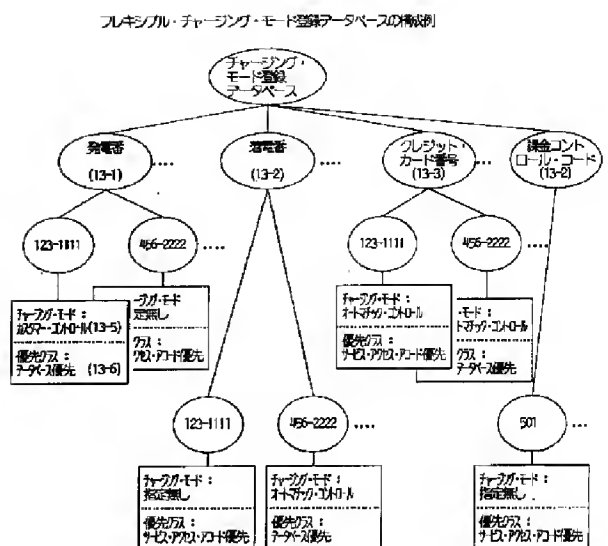 フレキシブル・チャージング・モード登録データベースの構成例
チャージング・
モード登録
データベース
発電番
(13-1)
....
着電番
(13-2)
....
クレジット・
カード番号
(13-3)
...
課金コント
ロール・コード
(13-2)
123-1111
456-2222
....
123-1111
456-2222
....
チャージング・モード：
カスタマー・コントロール(13-5)
優先クラス：
データベース優先 (13-6)
ージング・モード
定無し
クラス
アクセス・アコード優先
チャージング・モード：
オートマチック・コントロール
優先クラス：
サービス・アクセス・アコード優先
・モード：
トマチック・コントロール
クラス
データベース優先
123-1111
456-2222
....
501
...
チャージング・モード：
指定無し
優先クラス：
サービス・アクセス・アコード優先
チャージング・モード：
オートマチック・コントロール
優先クラス：
データベース優先
チャージング・モード：
指定無し
優先クラス：
サービス・アクセス・アコード優先